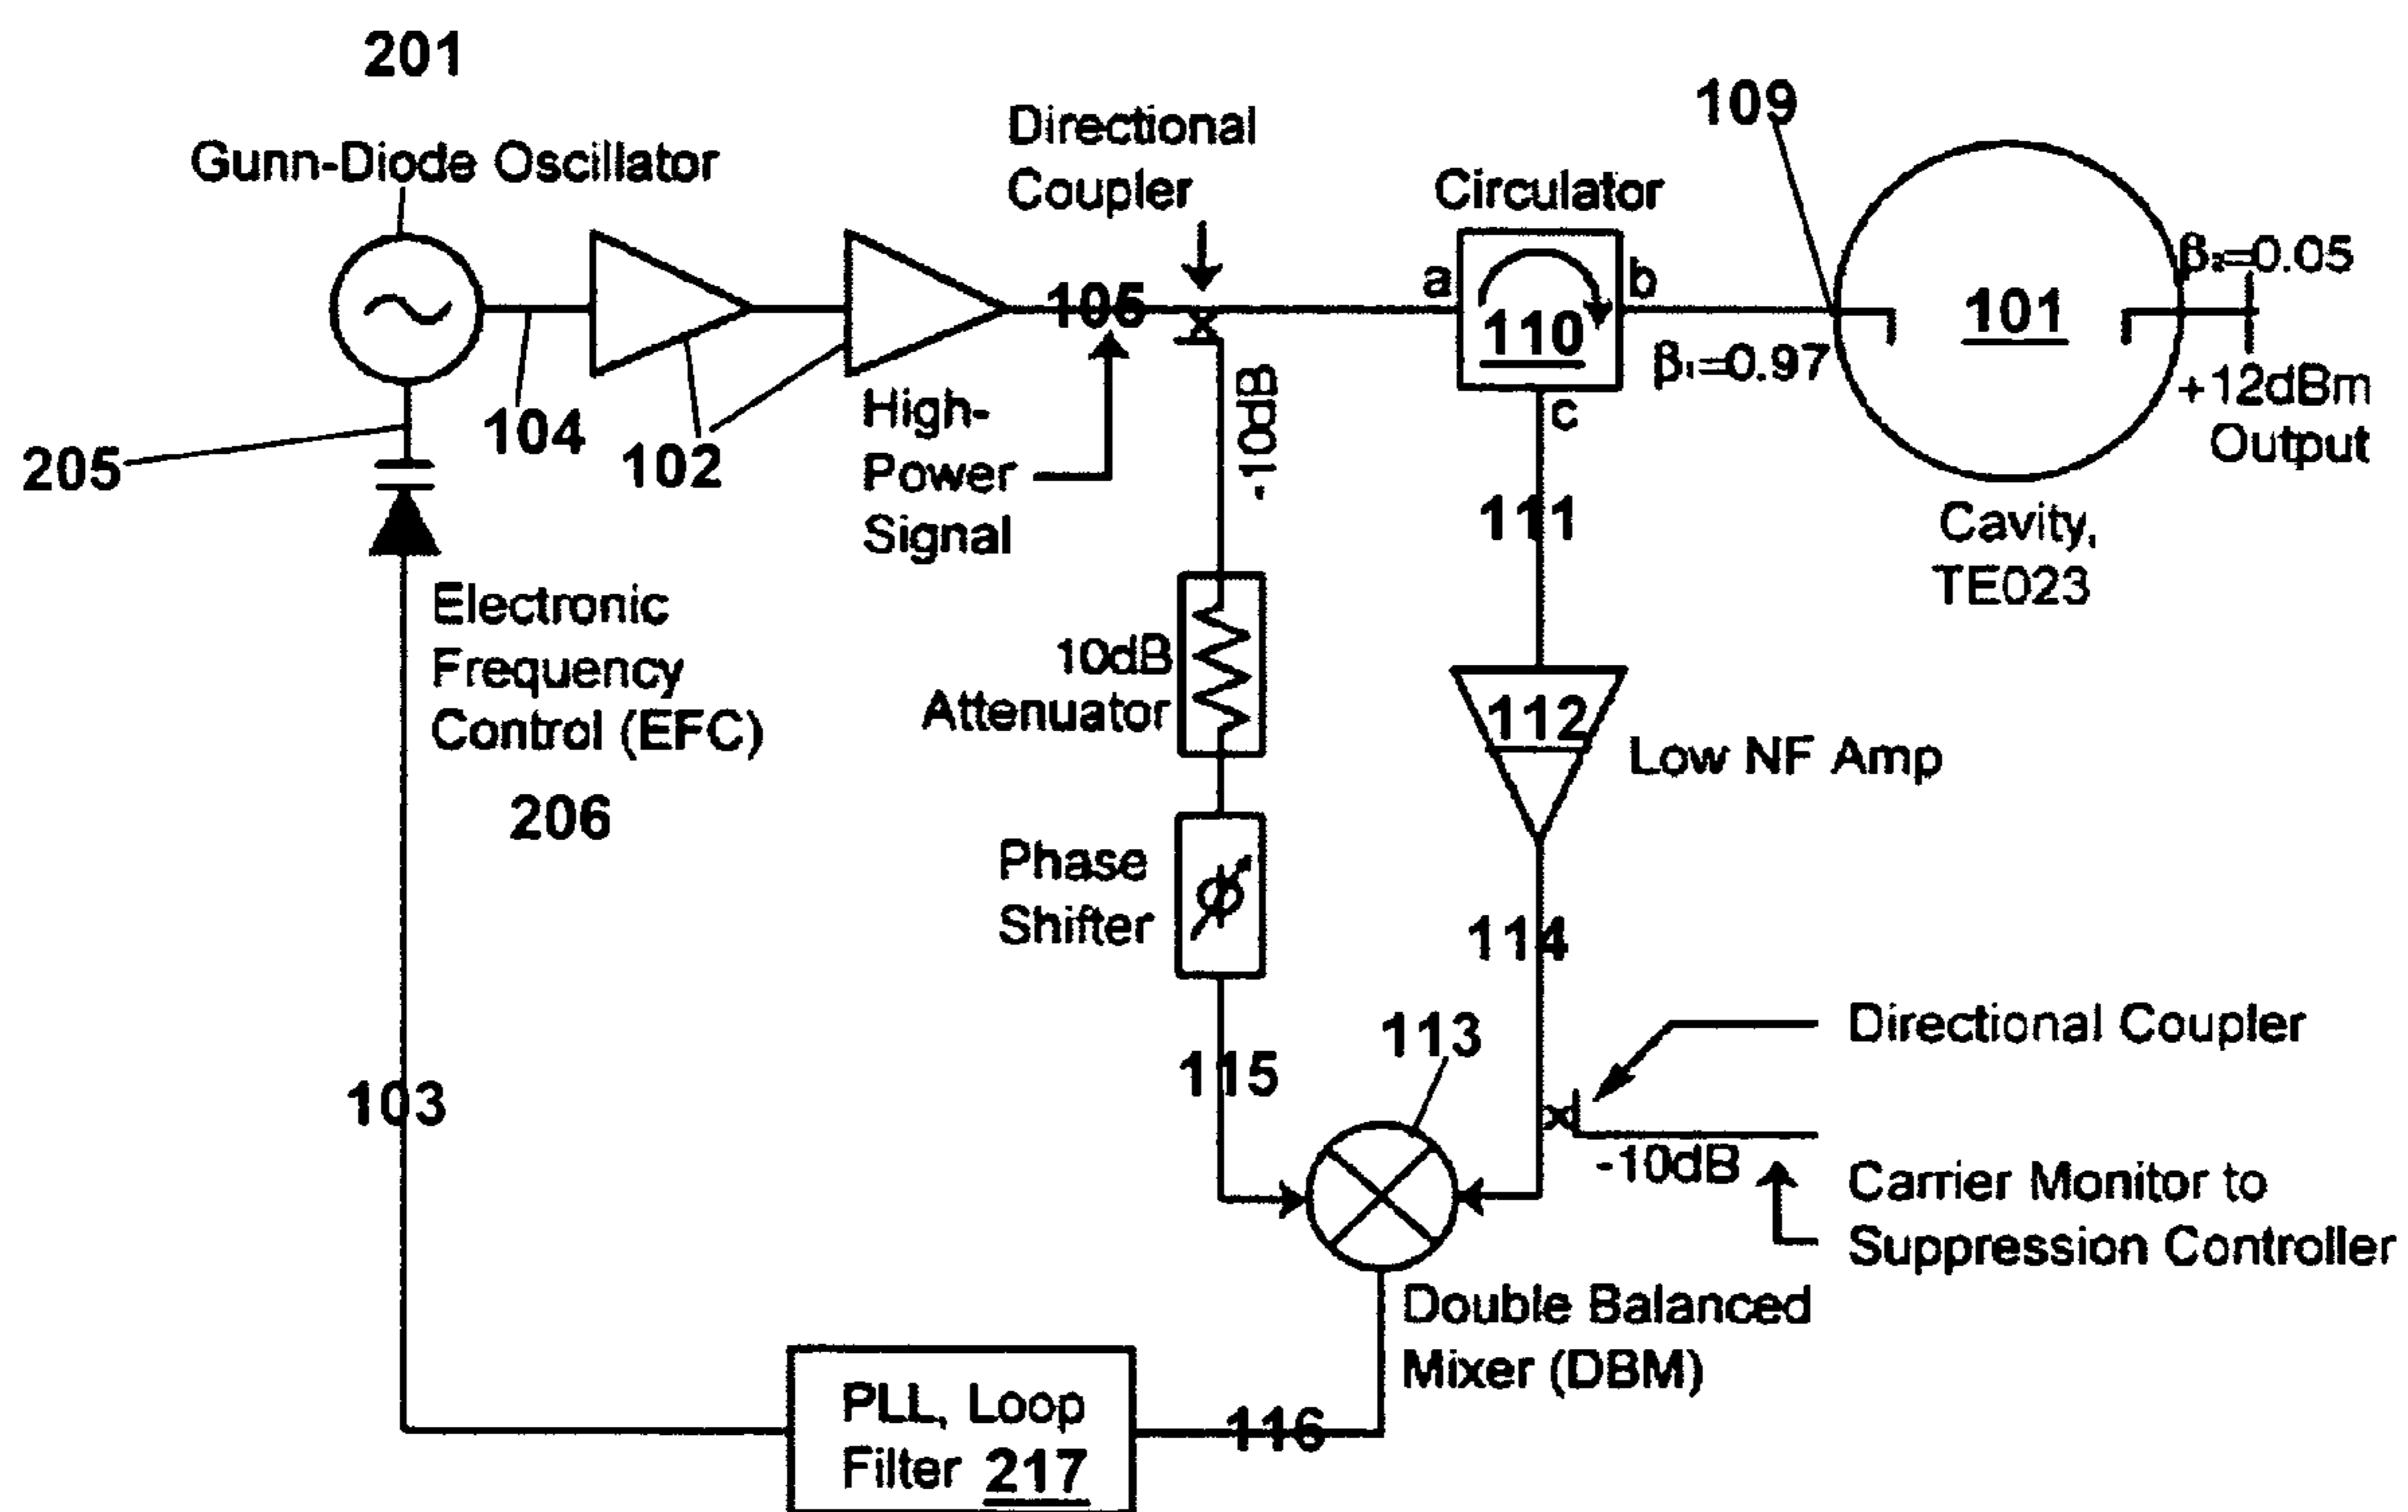 201
Gunn-Diode Oscillator
Directional
Coupler
109
Circulator
β₂=0.05
a
b
105
110
101
β₁=0.97
+12dBm
Output
c
104
102
205
High-
Power
Signal
-10dB
111
Cavity,
TE023
Electronic
Frequency
Control (EFC)
206
10dB
Attenuator
112
Low NF Amp
Phase
Shifter
ϕ
114
103
115
113
Directional Coupler
-10dB
Carrier Monitor to
Suppression Controller
Double Balanced
Mixer (DBM)
PLL, Loop
Filter 217
116